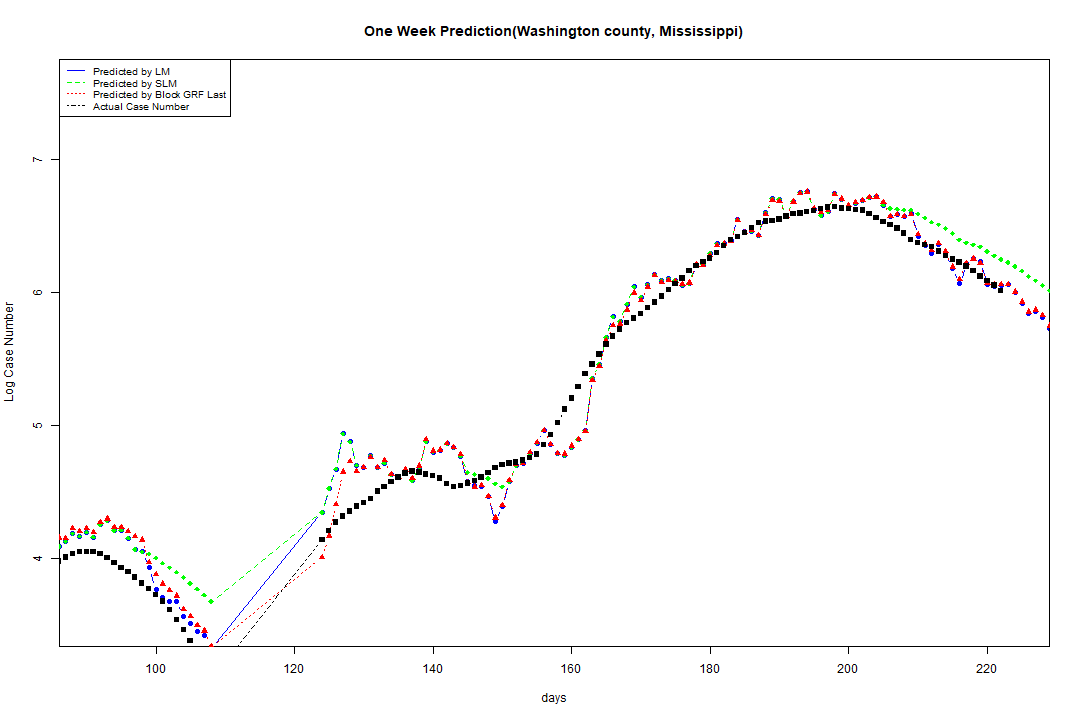 One Week Prediction(Washington county, Mississippi)
Predicted by LM
Predicted by SLM
Predicted by Block GRF Last
Actual Case Number
7
6
5
4
Log Case Number
100 120 140 160 180 200 220
days